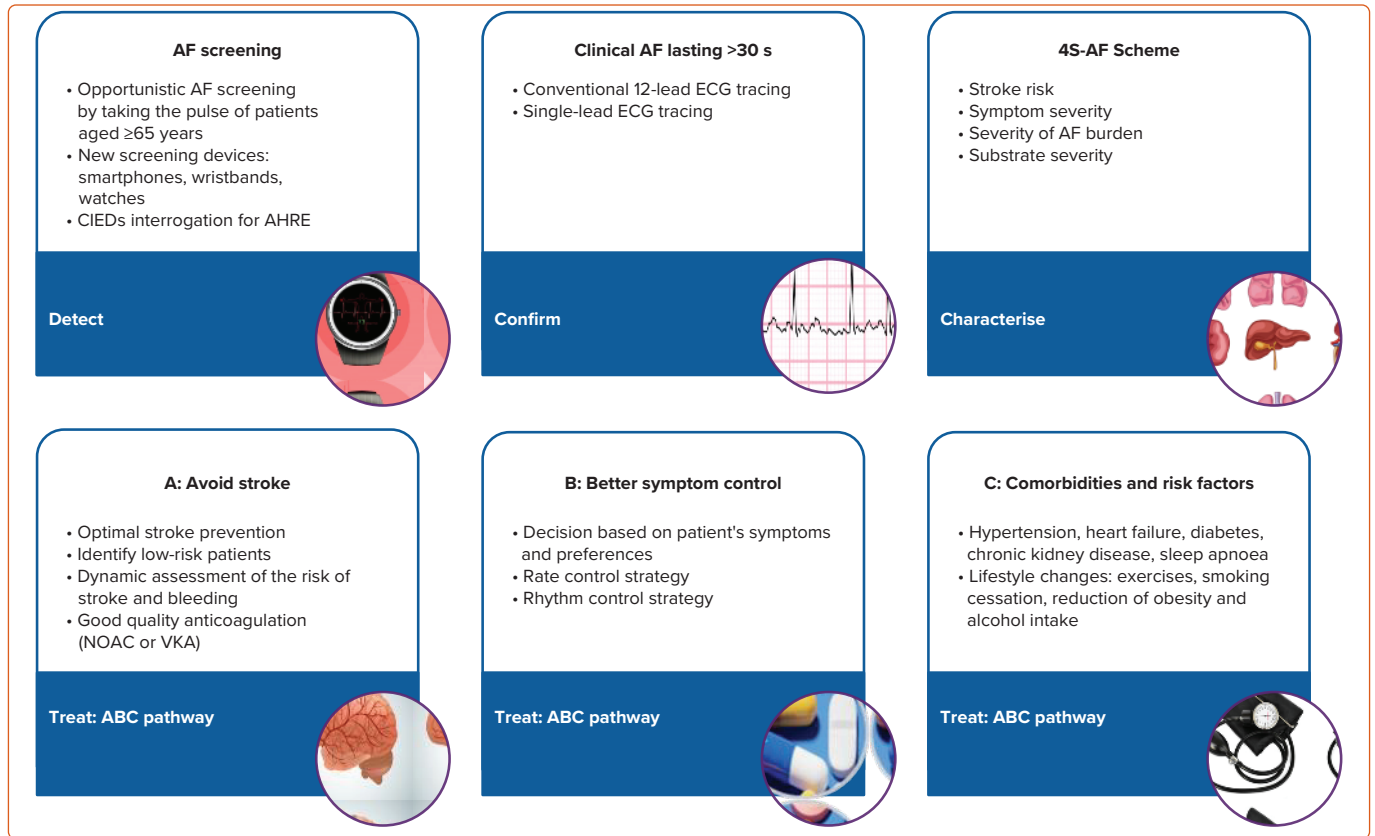 AF screening
• Opportunistic AF screening
by taking the pulse of patients
aged ≥65 years
• New screening devices:
smartphones, wristbands,
watches
• CIEDs interrogation for AHRE
Detect
Clinical AF lasting >30 s
• Conventional 12-lead ECG tracing
• Single-lead ECG tracing
Confirm
4S-AF Scheme
• Stroke risk
• Symptom severity
• Severity of AF burden
• Substrate severity
Characterise
A: Avoid stroke
• Optimal stroke prevention
• Identify low-risk patients
• Dynamic assessment of the risk of
stroke and bleeding
• Good quality anticoagulation
(NOAC or VKA)
Treat: ABC pathway
B: Better symptom control
• Decision based on patient's symptoms
and preferences
• Rate control strategy
• Rhythm control strategy
Treat: ABC pathway
C: Comorbidities and risk factors
• Hypertension, heart failure, diabetes,
chronic kidney disease, sleep apnoea
• Lifestyle changes: exercises, smoking
cessation, reduction of obesity and
alcohol intake
Treat: ABC pathway